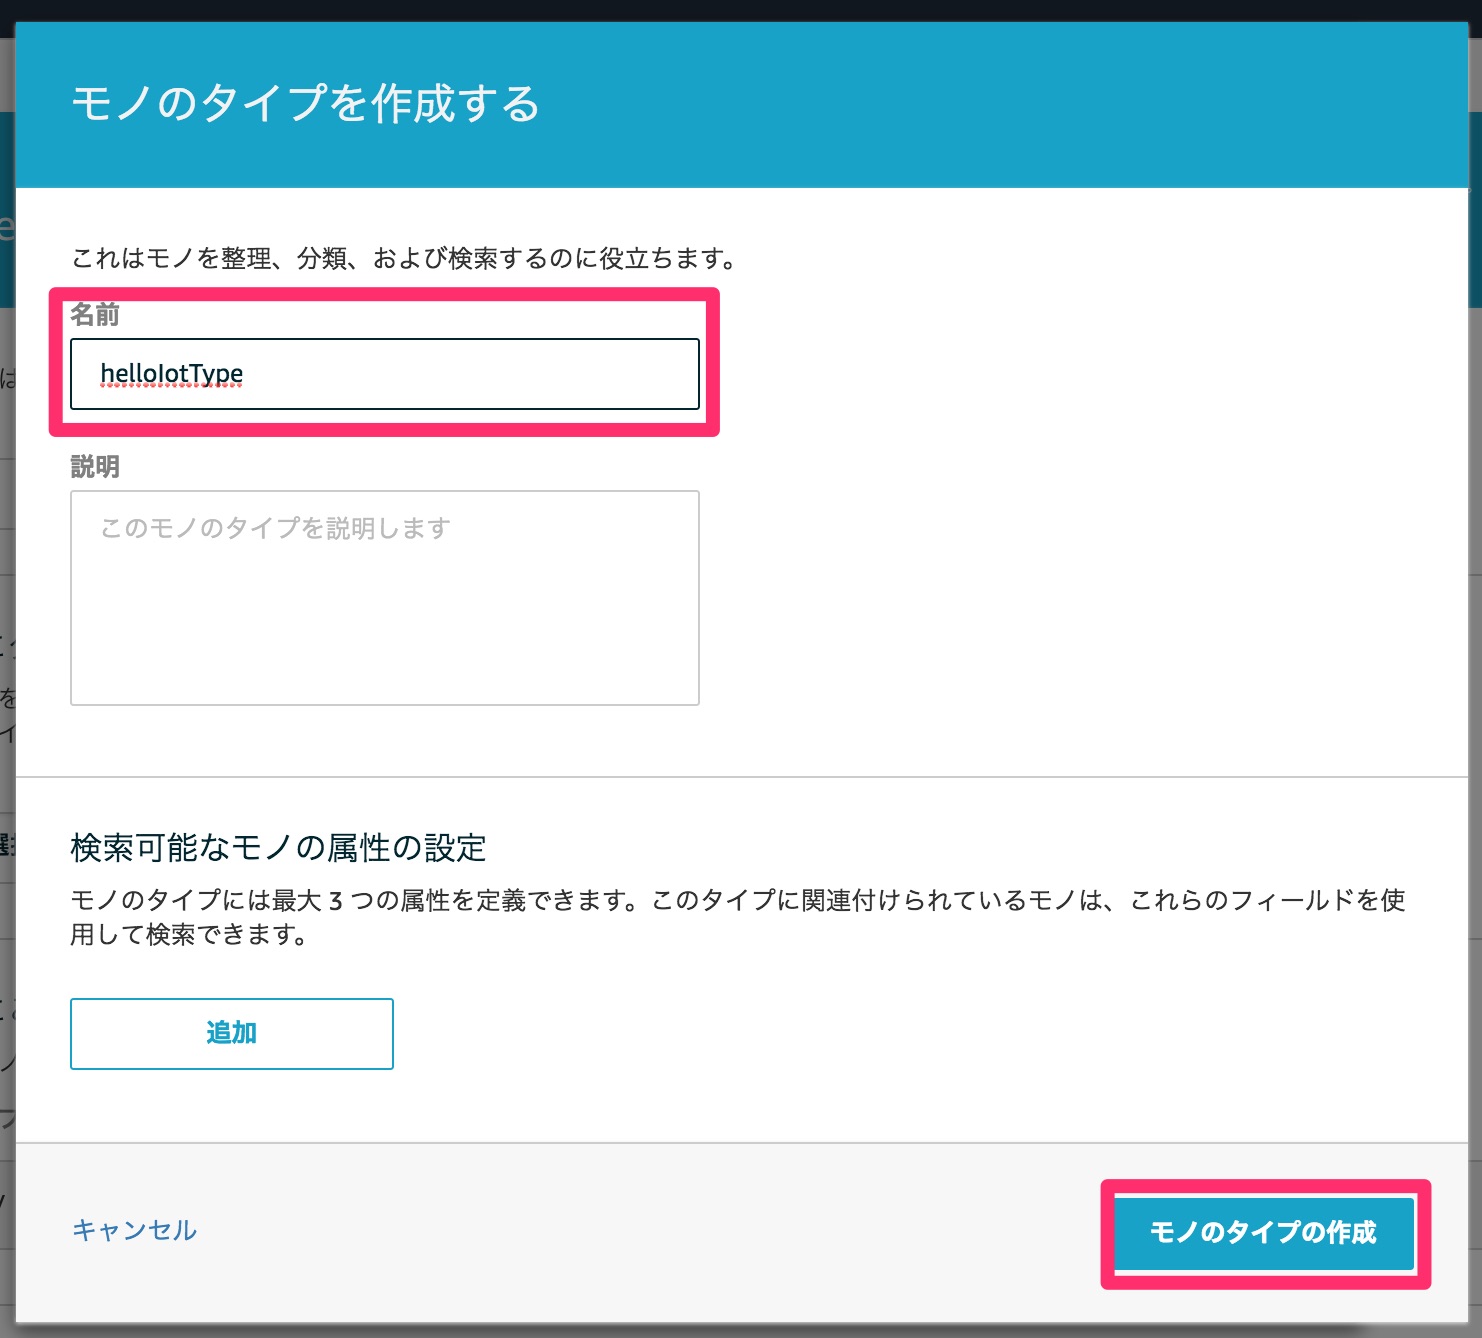 モノのタイプを作成する
これはモノを整理、分類、および検索するのに役立ちます。
名前
helloIotType
説明
このモノのタイプを説明します
検索可能なモノの属性の設定
モノのタイプには最大 3 つの属性を定義できます。このタイプに関連付けられているモノは、これらのフィールドを使
用して検索できます。
追加
キャンセル
モノのタイプの作成